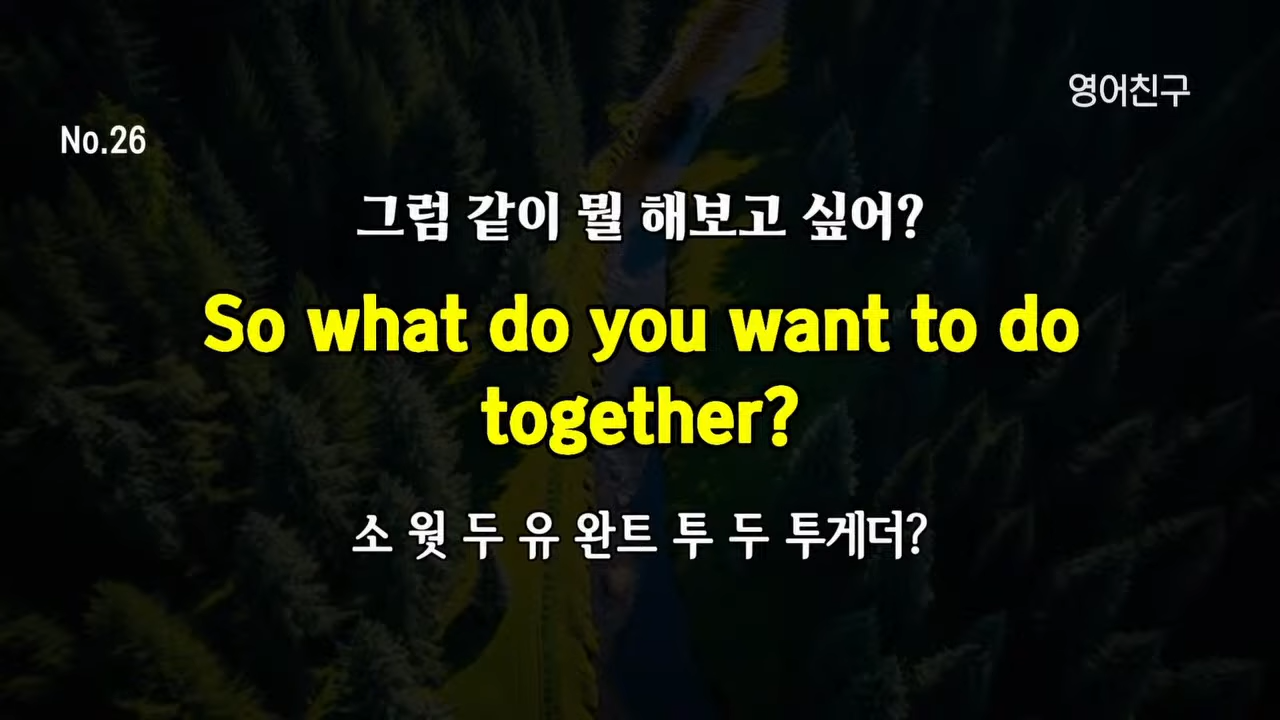 영어친구
No.26
그럼 같이 뭘 해보고 싶어?
So what do you want to do
together?
소 웟 두 유 완트 투 두 투게더?